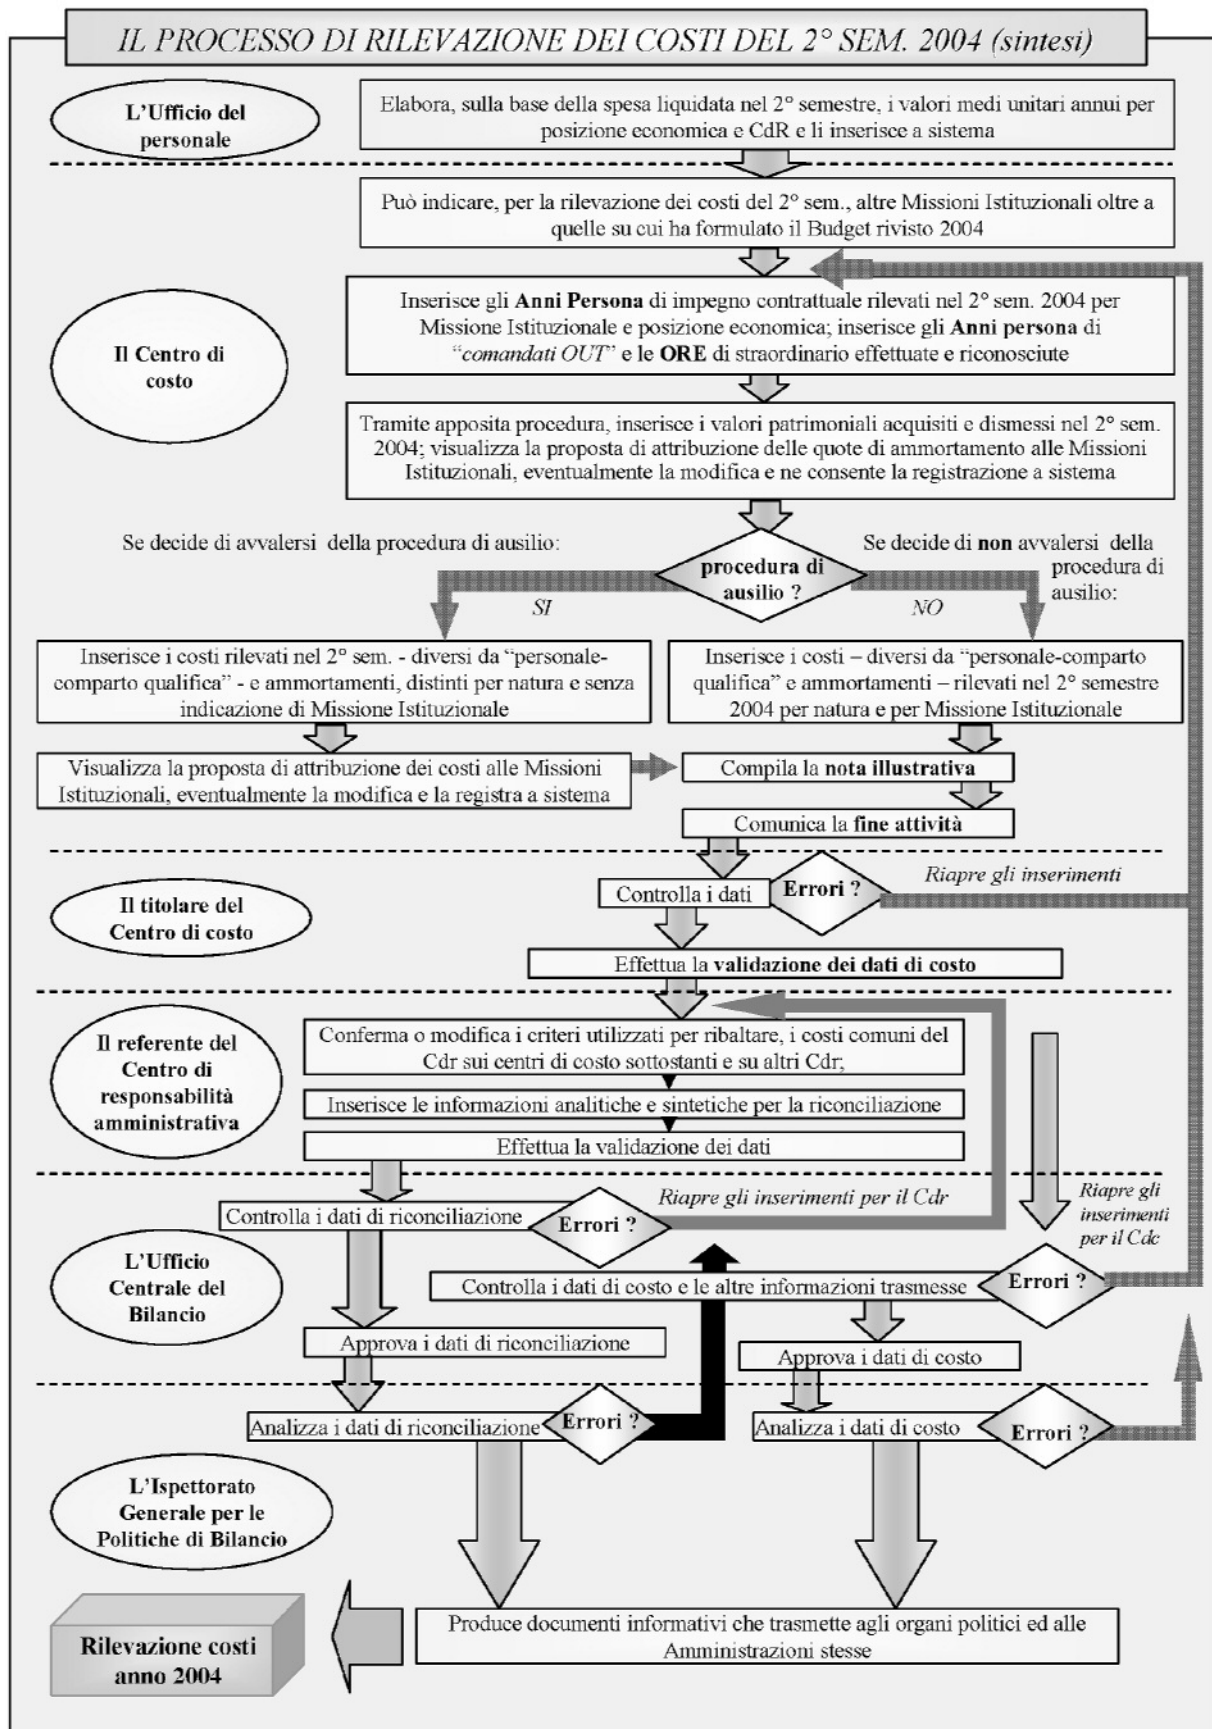 IL PROCESSO DI RILEVAZIONE DEI COSTI DEL 2° SEM. 2004 (sintesi)
L'Ufficio del
personale
Elabora, sulla base della spesa liquidata nel 2° semestre, i valori medi unitari annui per
posizione economica e CdR e li inserisce a sistema
Può indicare, per la rilevazione dei costi del 2° sem., altre Missioni Istituzionali oltre a
quelle su cui ha formulato il Budget rivisto 2004
Il Centro di
costo
Inserisce gli Anni Persona di impegno contrattuale rilevati nel 2° sem. 2004 per
Missione Istituzionale e posizione economica; inserisce gli Anni persona di
“comandati OUT” e le ORE di straordinario effettuate e riconosciute
Tramite apposita procedura, inserisce i valori patrimoniali acquisiti e dismessi nel 2° sem.
2004; visualizza la proposta di attribuzione delle quote di ammortamento alle Missioni
Istituzionali, eventualmente la modifica e ne consente la registrazione a sistema
Se decide di avvalersi della procedura di ausilio:
Se decide di non avvalersi della
procedura di
ausilio:
procedura di
ausilio ?
SI
NO
Inserisce i costi rilevati nel 2° sem. - diversi da “personale-
comparto qualifica” - e ammortamenti, distinti per natura e senza
indicazione di Missione Istituzionale
Inserisce i costi – diversi da “personale-comparto
qualifica” e ammortamenti – rilevati nel 2° semestre
2004 per natura e per Missione Istituzionale
Visualizza la proposta di attribuzione dei costi alle Missioni
Istituzionali, eventualmente la modifica e la registra a sistema
Compila la nota illustrativa
Comunica la fine attività
Il titolare del
Centro di costo
Controlla i dati
Errori ?
Riapre gli inserimenti
Effettua la validazione dei dati di costo
Il referente del
Centro di
responsabilità
amministrativa
Conferma o modifica i criteri utilizzati per ribaltare, i costi comuni del
Cdr sui centri di costo sottostanti e su altri Cdr;
Inserisce le informazioni analitiche e sintetiche per la riconciliazione
Effettua la validazione dei dati
L'Ufficio
Centrale del
Bilancio
Controlla i dati di riconciliazione
Errori ?
Riapre gli inserimenti per il Cdr
Riapre gli
inserimenti
per il Cdc
Controlla i dati di costo e le altre informazioni trasmesse
Errori ?
Approva i dati di riconciliazione
Approva i dati di costo
Analizza i dati di riconciliazione
Errori ?
Analizza i dati di costo
Errori ?
L'Ispettorato
Generale per le
Politiche di Bilancio
Produce documenti informativi che trasmette agli organi politici ed alle
Amministrazioni stesse
Rilevazione costi
anno 2004